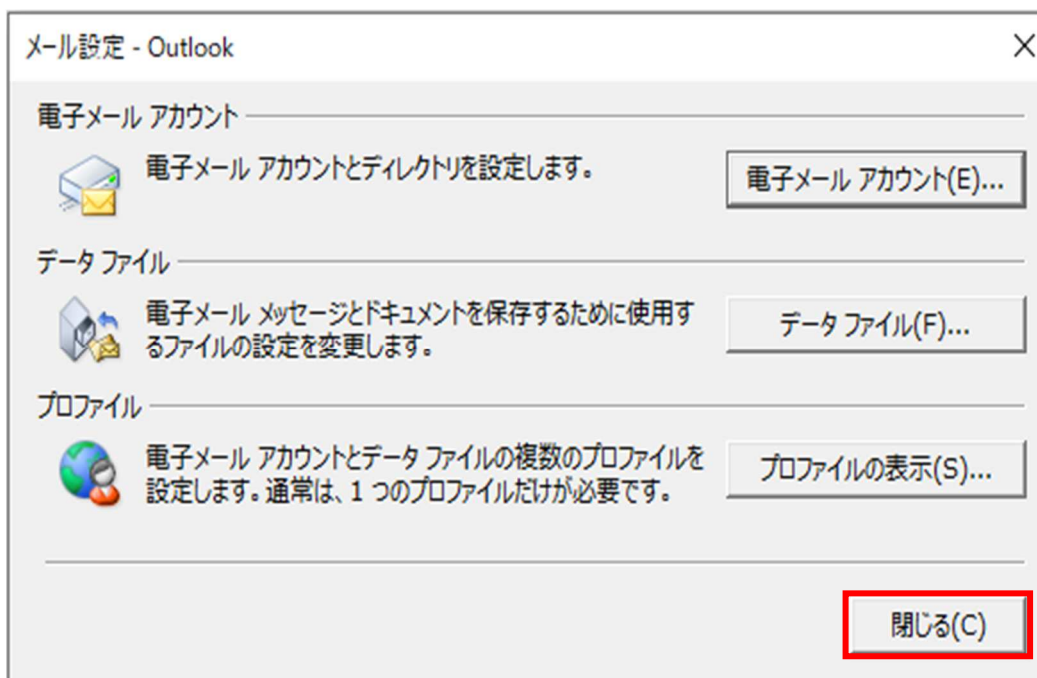 メール設定 - Outlook
電子メール アカウント
電子メール アカウントとディレクトリを設定します。
電子メール アカウント(E)...
データ ファイル
電子メール メッセージとドキュメントを保存するために使用す
るファイルの設定を変更します。
データ ファイル(F)...
プロファイル
電子メール アカウントとデータ ファイルの複数のプロファイルを
設定します。通常は、1 つのプロファイルだけが必要です。
プロファイルの表示(S)...
閉じる(C)